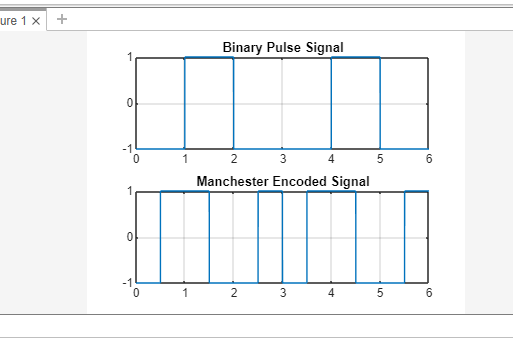 ure 1 × +
Binary Pulse Signal
1
0
-1
0 1 2 3 4 5 6
Manchester Encoded Signal
1
0
-1
0 1 2 3 4 5 6